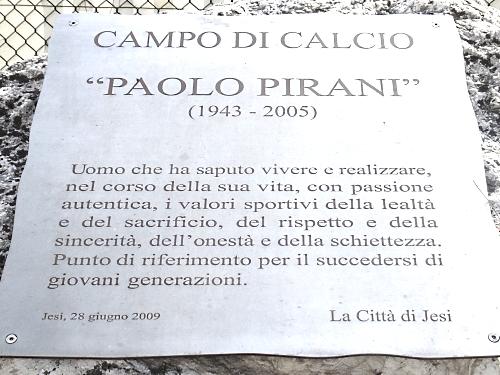 CAMPO DI CALCIO
“PAOLO PIRANI”
(1943 - 2005)
Uomo che ha saputo vivere e realizzare,
nel corso della sua vita, con passione
autentica, i valori sportivi della lealtà
e del sacrificio, del rispetto e della
sincerità, dell'onestà e della schiettezza.
Punto di riferimento per il succedersi di
giovani generazioni.
Jesi, 28 giugno 2009 La Città di Jesi